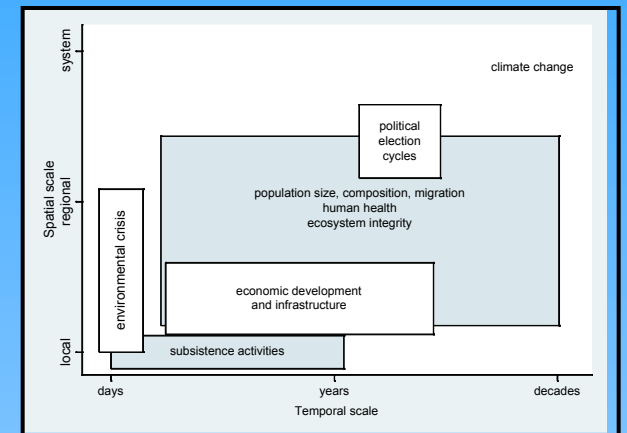 system
climate change
political
election
cycles
Spatial scale
regional
population size, composition, migration
human health
ecosystem integrity
environmental crisis
economic development
and infrastructure
local
subsistence activities
days
years
decades
Temporal scale